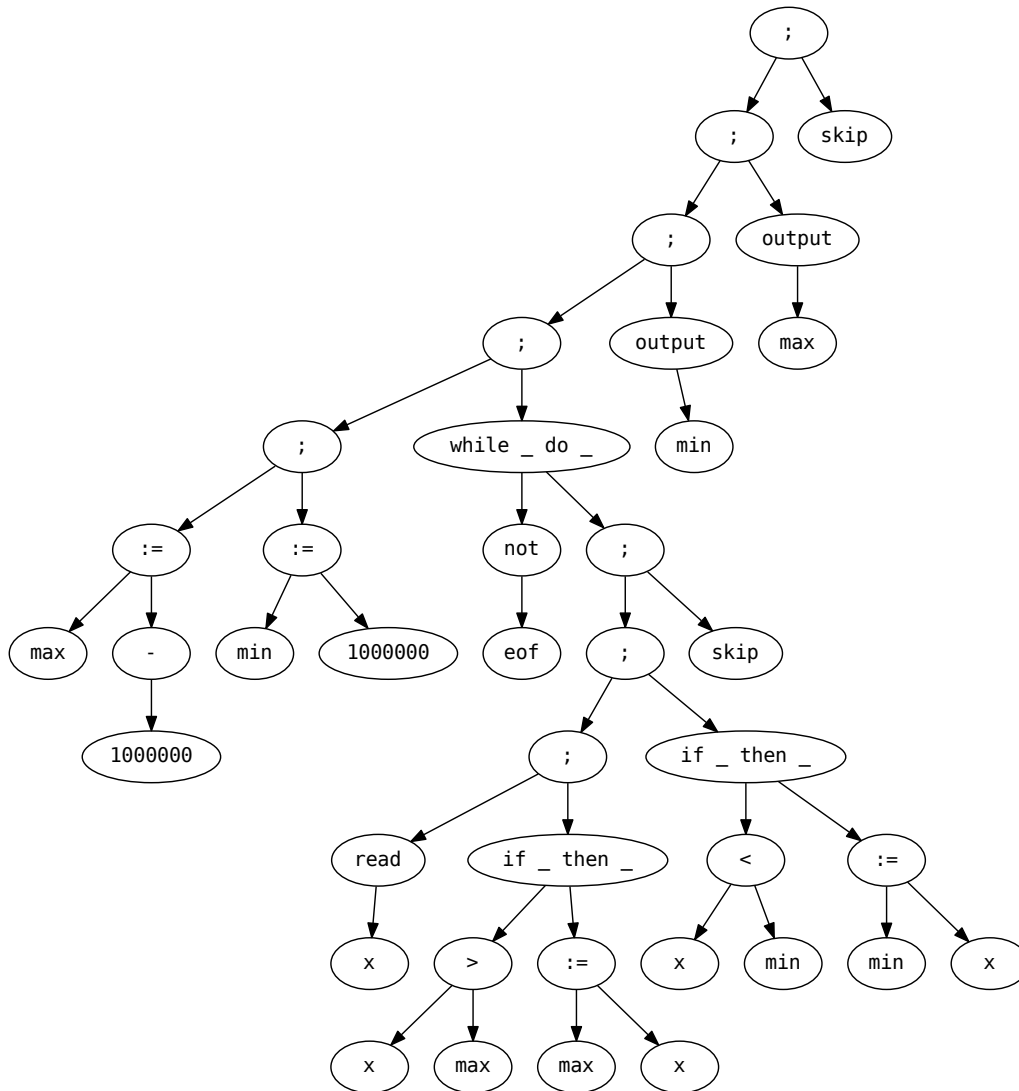 ;
; skip
; output
; output max
; while _ do _ min
:= := not ;
max - min 1000000 eof ; skip
1000000 ; if _ then _
read if _ then _ < :=
x > := x min min x
x max max x